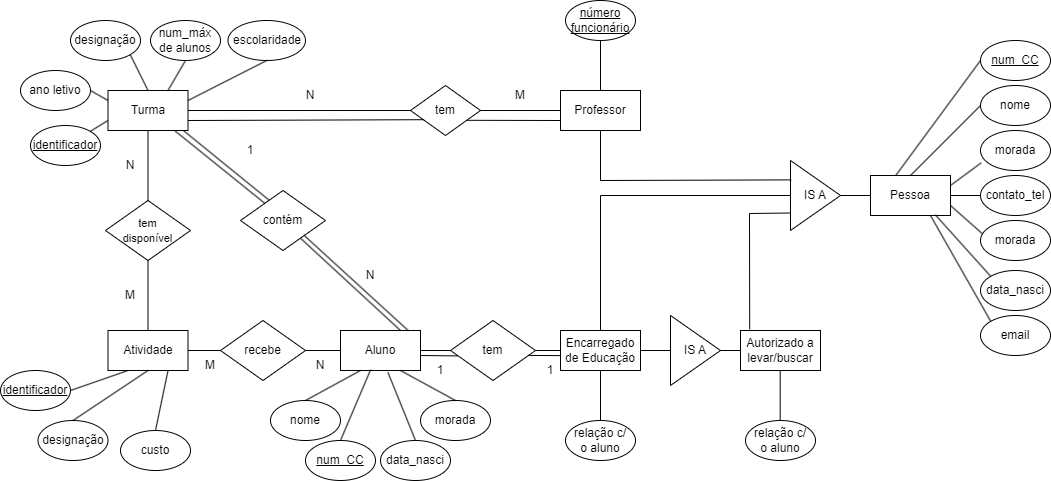 número
funcionário
designação
num_máx
de alunos
escolaridade
num_CC
ano letivo
Turma
N
tem
M
Professor
nome
identificador
1
morada
N
IS A
Pessoa
contato_tel
contém
tem
disponível
morada
N
data_nasci
M
email
Atividade
recebe
Aluno
tem
Encarregado
de Educação
IS A
Autorizado a
levar/buscar
M
N
1
1
identificador
nome
morada
designação
custo
num_CC
data_nasci
relação c/
o aluno
relação c/
o aluno